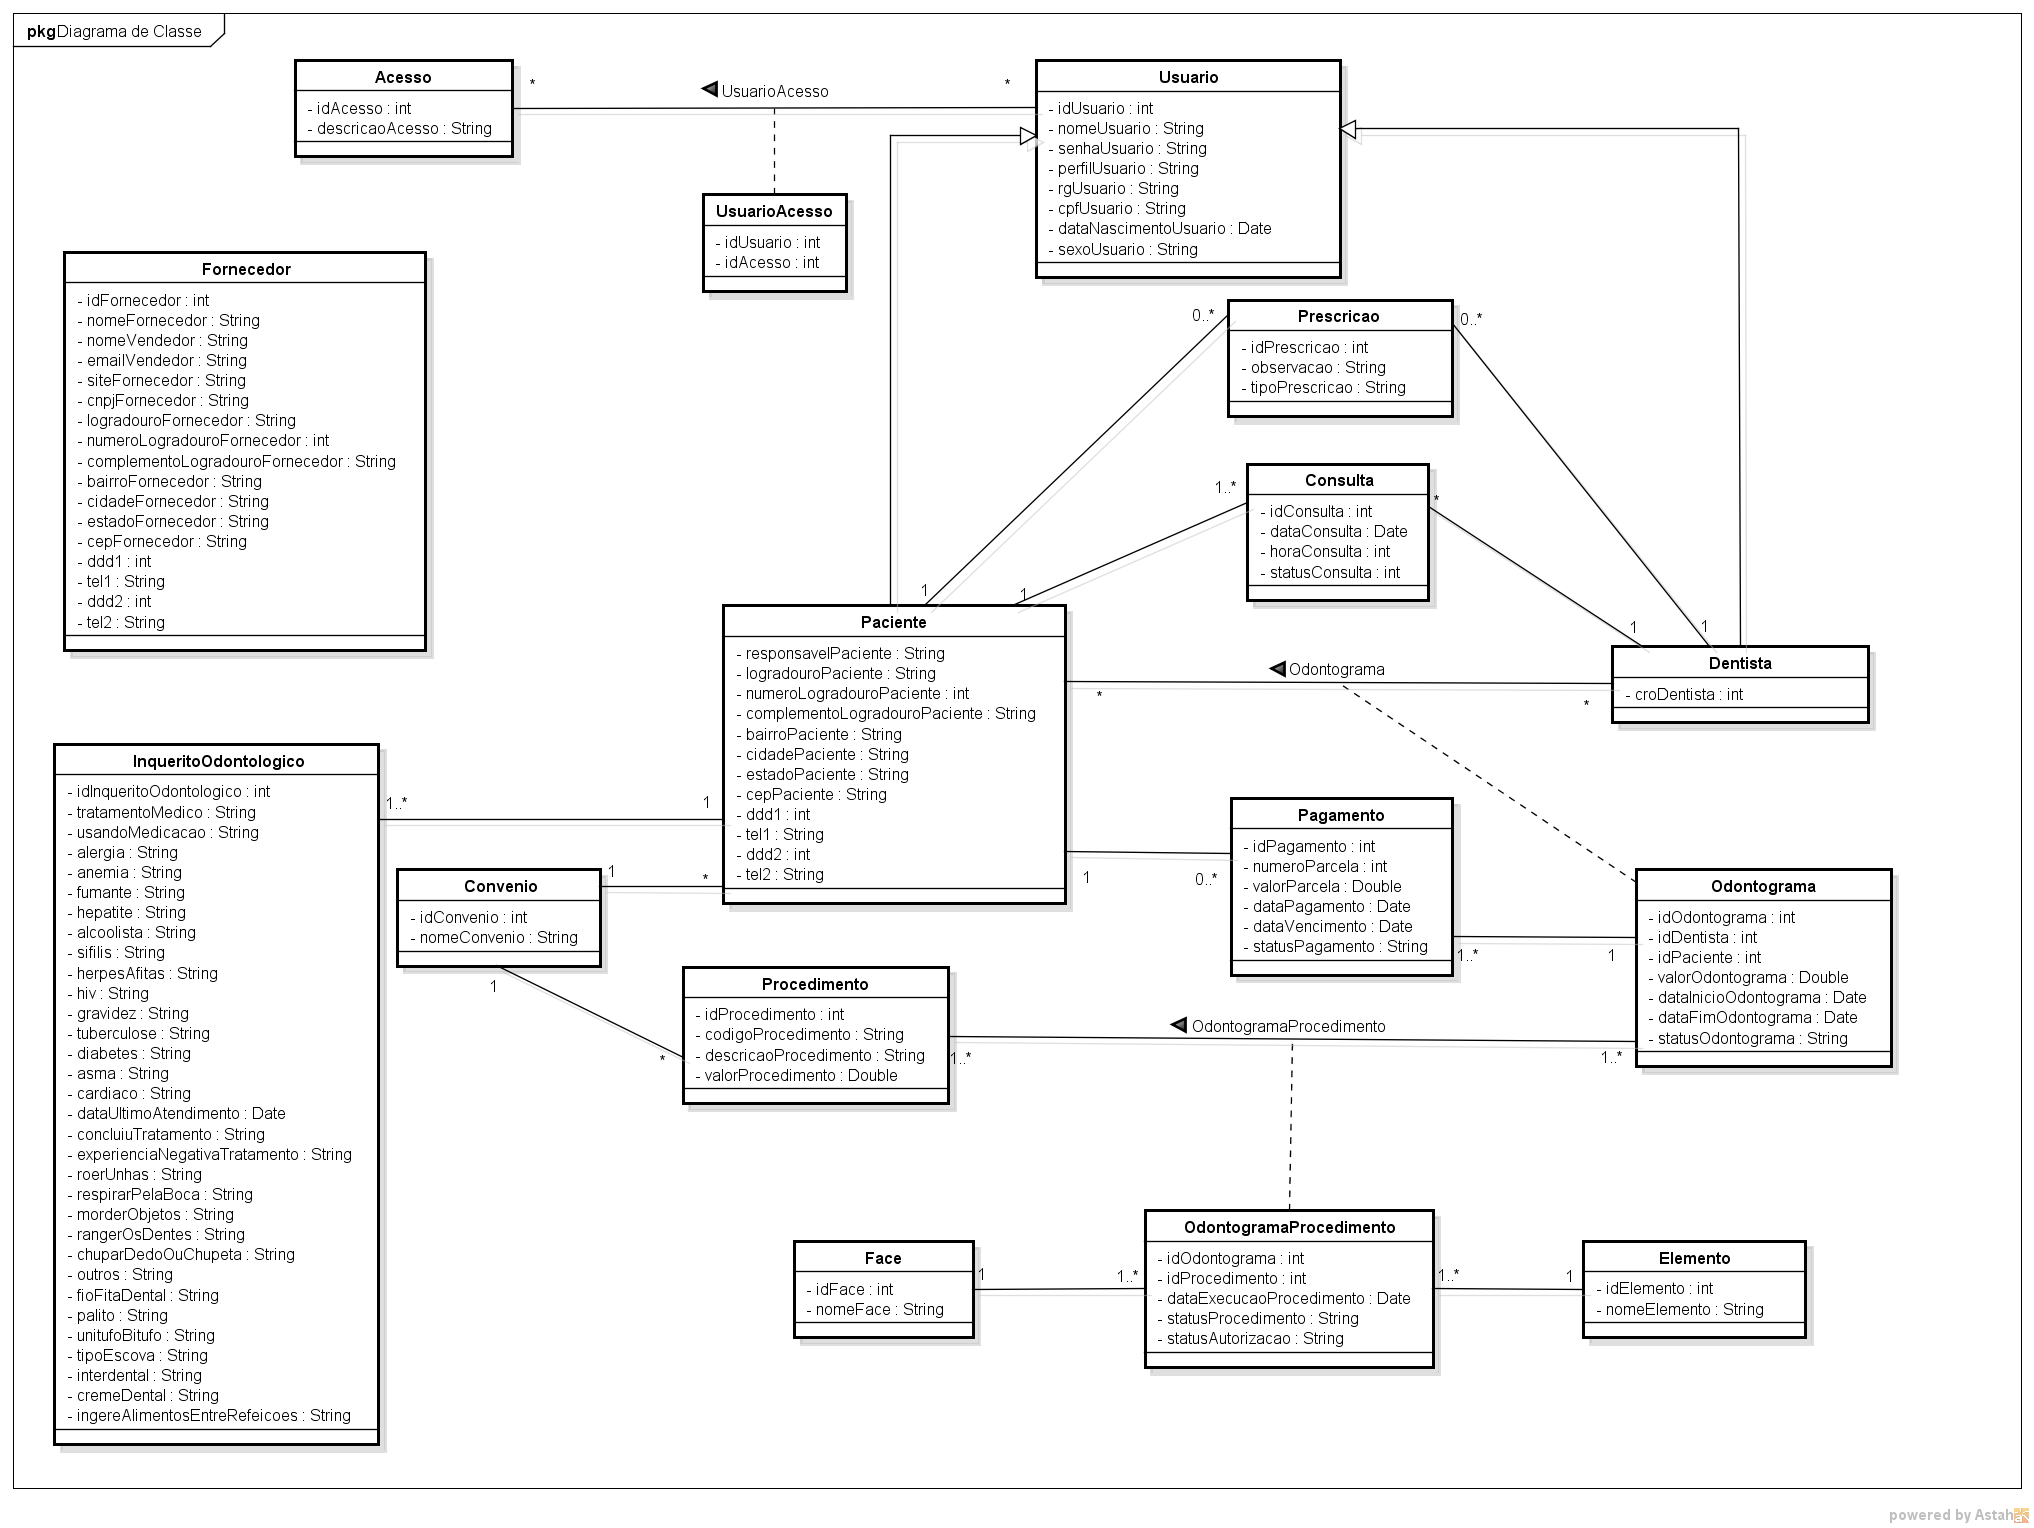 pkg Diagrama de Classe
Acesso
- idAcesso : int
- descricaoAcesso : String
*
UsuarioAcesso
*
Usuario
- idUsuario : int
- nomeUsuario : String
- senhaUsuario : String
- perfilUsuario : String
- rgUsuario : String
- cpfUsuario : String
- dataNascimentoUsuario : Date
- sexoUsuario : String
UsuarioAcesso
- idUsuario : int
- idAcesso : int
Fornecedor
- idFornecedor : int
- nomeFornecedor : String
- nomeVendedor : String
- emailVendedor : String
- siteFornecedor : String
- cnpjFornecedor : String
- logradouroFornecedor : String
- numeroLogradouroFornecedor : int
- complementoLogradouroFornecedor : String
- bairroFornecedor : String
- cidadeFornecedor : String
- estadoFornecedor : String
- cepFornecedor : String
- ddd1 : int
- tel1 : String
- ddd2 : int
- tel2 : String
0..*
Prescricao
- idPrescricao : int
- observacao : String
- tipoPrescricao : String
0..*
1..*
Consulta
- idConsulta : int
- dataConsulta : Date
- horaConsulta : int
- statusConsulta : int
*
1
1
1
1
Paciente
- responsavelPaciente : String
- logradouroPaciente : String
- numeroLogradouroPaciente : int
- complementoLogradouroPaciente : String
- bairroPaciente : String
- cidadePaciente : String
- estadoPaciente : String
- cepPaciente : String
- ddd1 : int
- tel1 : String
- ddd2 : int
- tel2 : String
Odontograma
*
*
Dentista
- croDentista : int
InqueritoOdontologico
- idInqueritoOdontologico : int
- tratamentoMedico : String
- usandoMedicacao : String
- alergia : String
- anemia : String
- fumante : String
- hepatite : String
- alcoolista : String
- sifilis : String
- herpesAfitas : String
- hiv : String
- gravidez : String
- tuberculose : String
- diabetes : String
- asma : String
- cardiaco : String
- dataUltimoAtendimento : Date
- concluiuTratamento : String
- experienciaNegativaTratamento : String
- roerUnhas : String
- respirarPelaBoca : String
- morderObjetos : String
- rangerOsDentes : String
- chuparDedoOuChupeta : String
- outros : String
- fioFitaDental : String
- palito : String
- unitufoBitufo : String
- tipoEscova : String
- interdental : String
- cremeDental : String
- ingereAlimentosEntreRefeicoes : String
1..*
1
Convenio
- idConvenio : int
- nomeConvenio : String
1
*
1
*
1
0..*
Pagamento
- idPagamento : int
- numeroParcela : int
- valorParcela : Double
- dataPagamento : Date
- dataVencimento : Date
- statusPagamento : String
1..*
1
Odontograma
- idOdontograma : int
- idDentista : int
- idPaciente : int
- valorOdontograma : Double
- dataInicioOdontograma : Date
- dataFimOdontograma : Date
- statusOdontograma : String
Procedimento
- idProcedimento : int
- codigoProcedimento : String
- descricaoProcedimento : String
- valorProcedimento : Double
OdontogramaProcedimento
1..*
1..*
Face
- idFace : int
- nomeFace : String
1
1..*
OdontogramaProcedimento
- idOdontograma : int
- idProcedimento : int
- dataExecucaoProcedimento : Date
- statusProcedimento : String
- statusAutorizacao : String
1..*
1
Elemento
- idElemento : int
- nomeElemento : String
powered by Astah